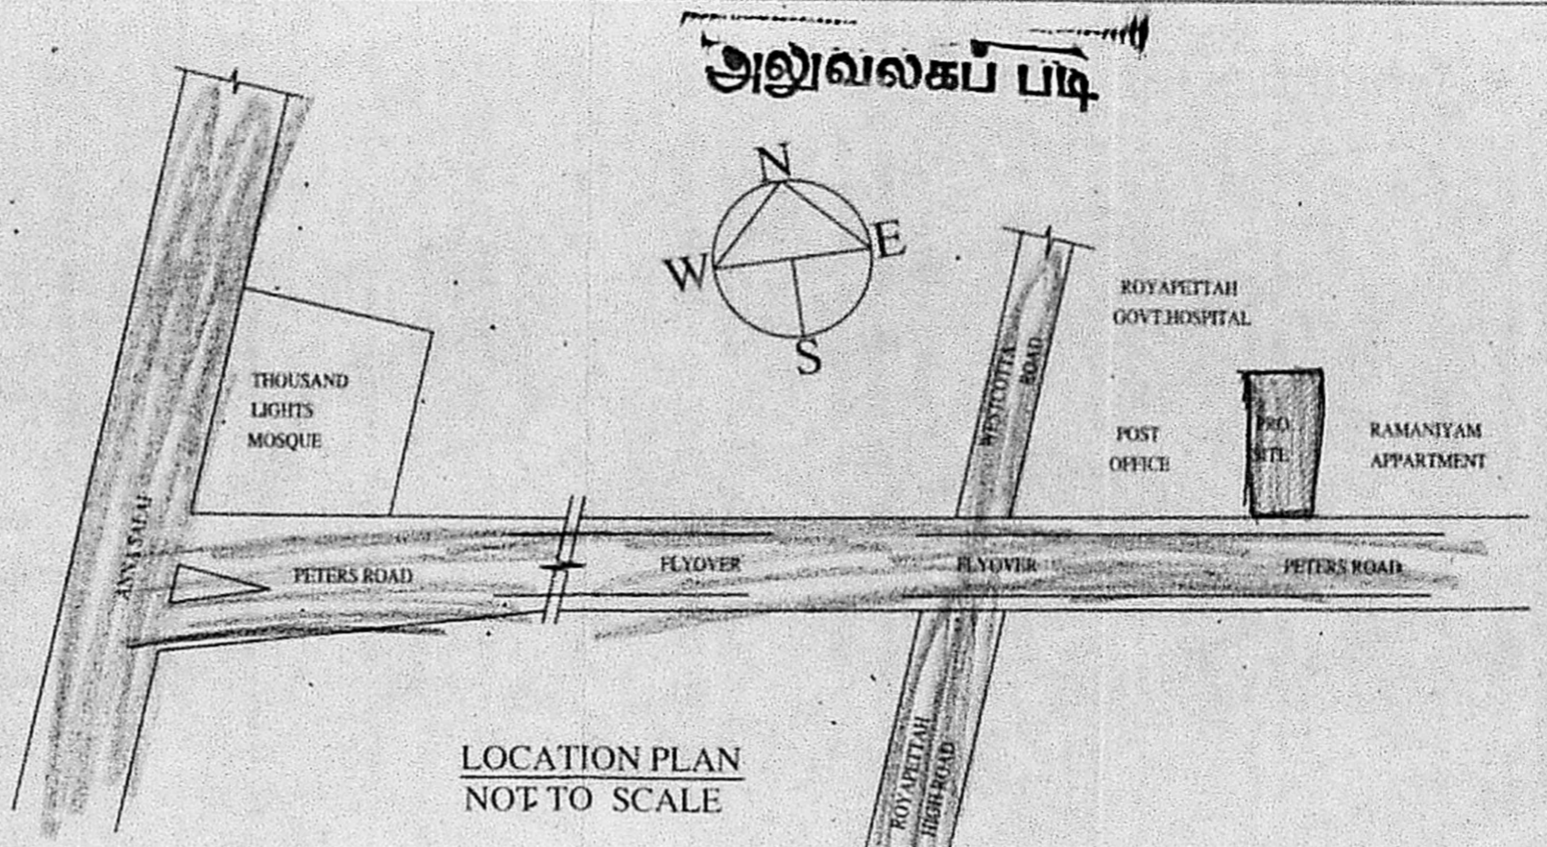 அலுவலகப் படி
N
W E
S
ROYAPETTAH
GOVT.HOSPITAL
THOUSAND
LIGHTS
MOSQUE
WESTCOTTA
ROAD
POST
OFFICE
PRO.
SITE
RAMANIYAM
APPARTMENT
ANNA SALAI
PETERS ROAD
FLYOVER
FLYOVER
PETERS ROAD
ROYAPETTAH
HIGH ROAD
LOCATION PLAN
NOT TO SCALE